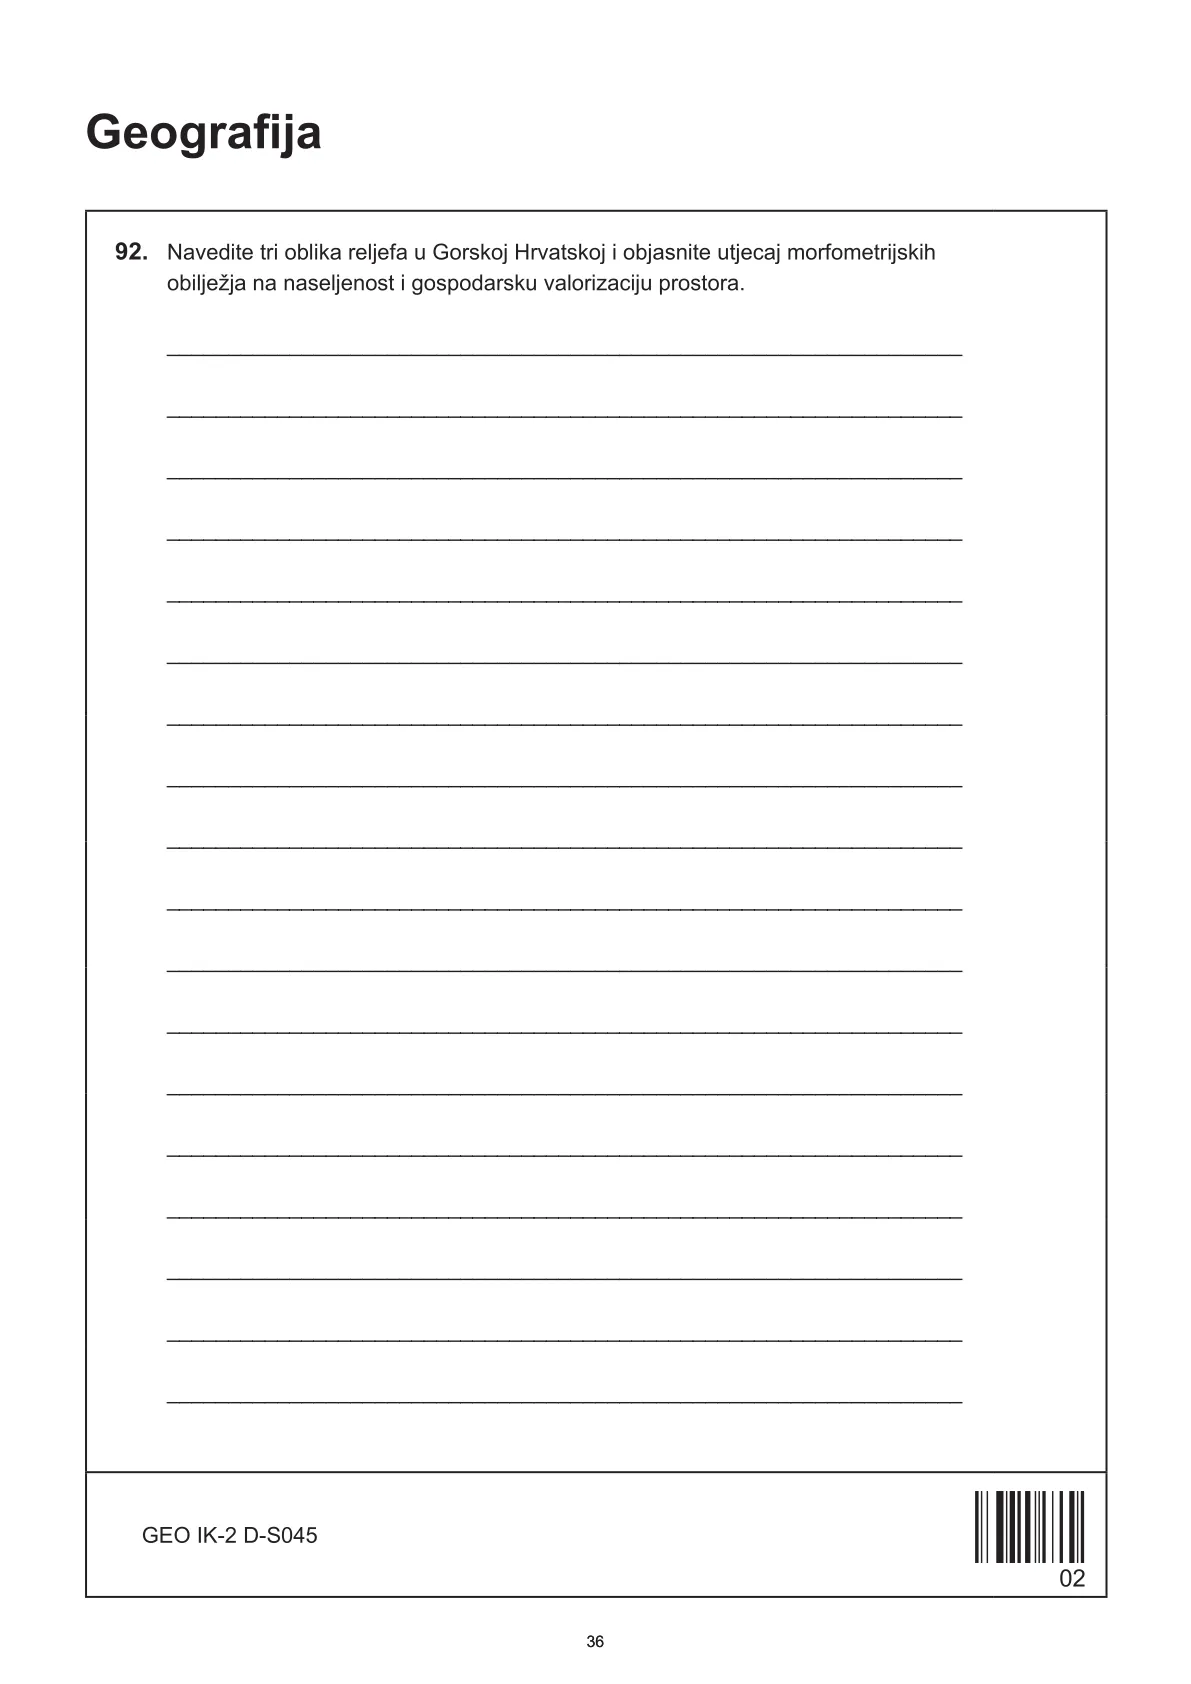 Geografija
92. Navedite tri oblika reljefa u Gorskoj Hrvatskoj i objasnite utjecaj morfometrijskih
obilježja na naseljenost i gospodarsku valorizaciju prostora.
GEO IK-2 D-S045
02
36